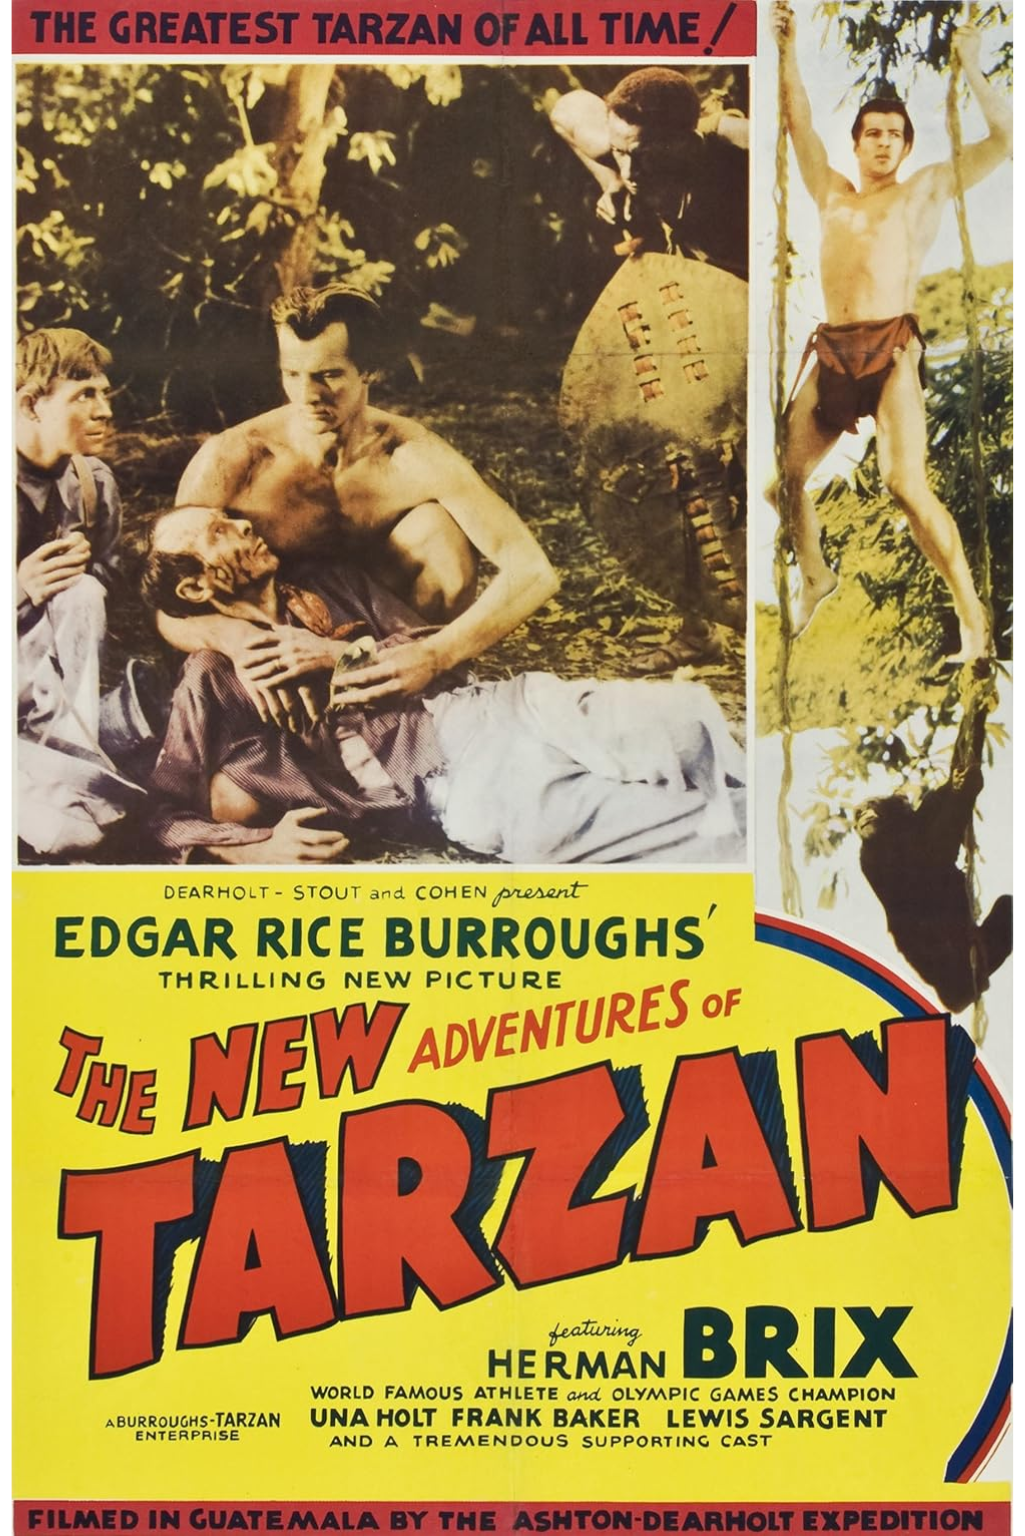 THE GREATEST TARZAN OF ALL TIME!
DEARHOLT - STOUT and COHEN present
EDGAR RICE BURROUGHS'
THRILLING NEW PICTURE
THE NEW ADVENTURES OF
TARZAN
featuring
HERMAN BRIX
WORLD FAMOUS ATHLETE and OLYMPIC GAMES CHAMPION
A BURROUGHS-TARZAN
ENTERPRISE
UNA HOLT FRANK BAKER LEWIS SARGENT
AND A TREMENDOUS SUPPORTING CAST
FILMED IN GUATEMALA BY THE ASHTON-DEARHOLT EXPEDITION